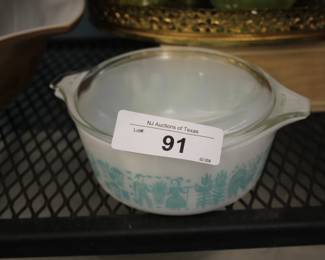 NJ Auctions of Texas
Lot#
91